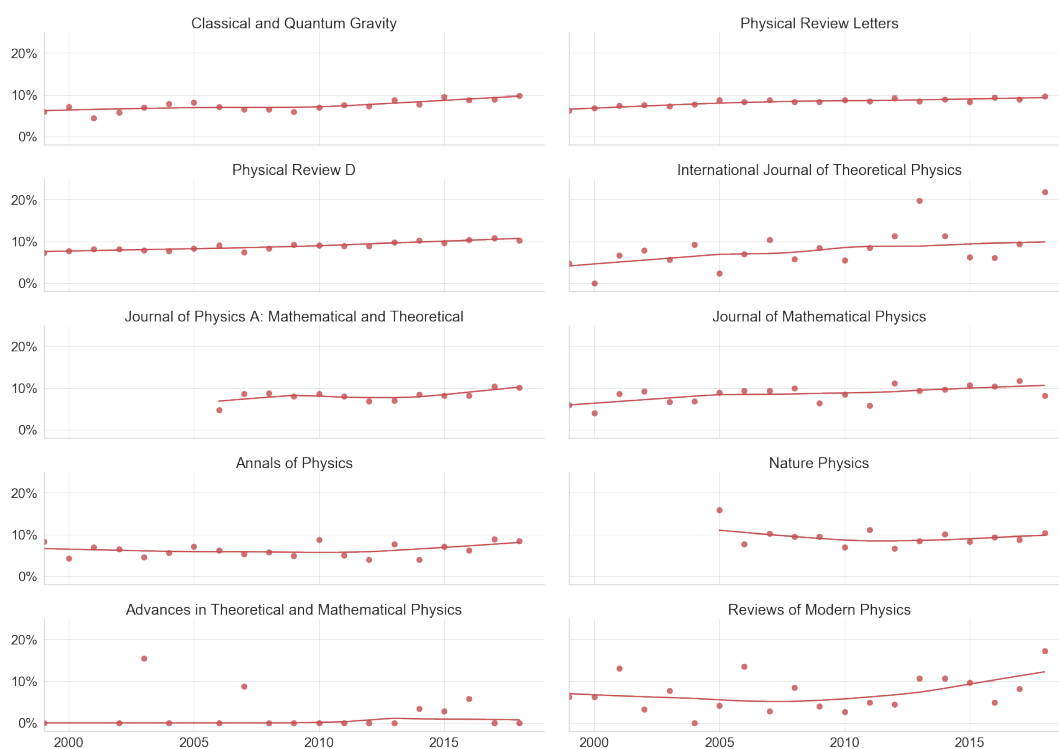 Classical and Quantum Gravity
Physical Review Letters
20%
10%
0%
Physical Review D
International Journal of Theoretical Physics
20%
10%
0%
Journal of Physics A: Mathematical and Theoretical
Journal of Mathematical Physics
20%
10%
0%
Annals of Physics
Nature Physics
20%
10%
0%
Advances in Theoretical and Mathematical Physics
Reviews of Modern Physics
20%
10%
0%
2000 2005 2010 2015
2000 2005 2010 2015